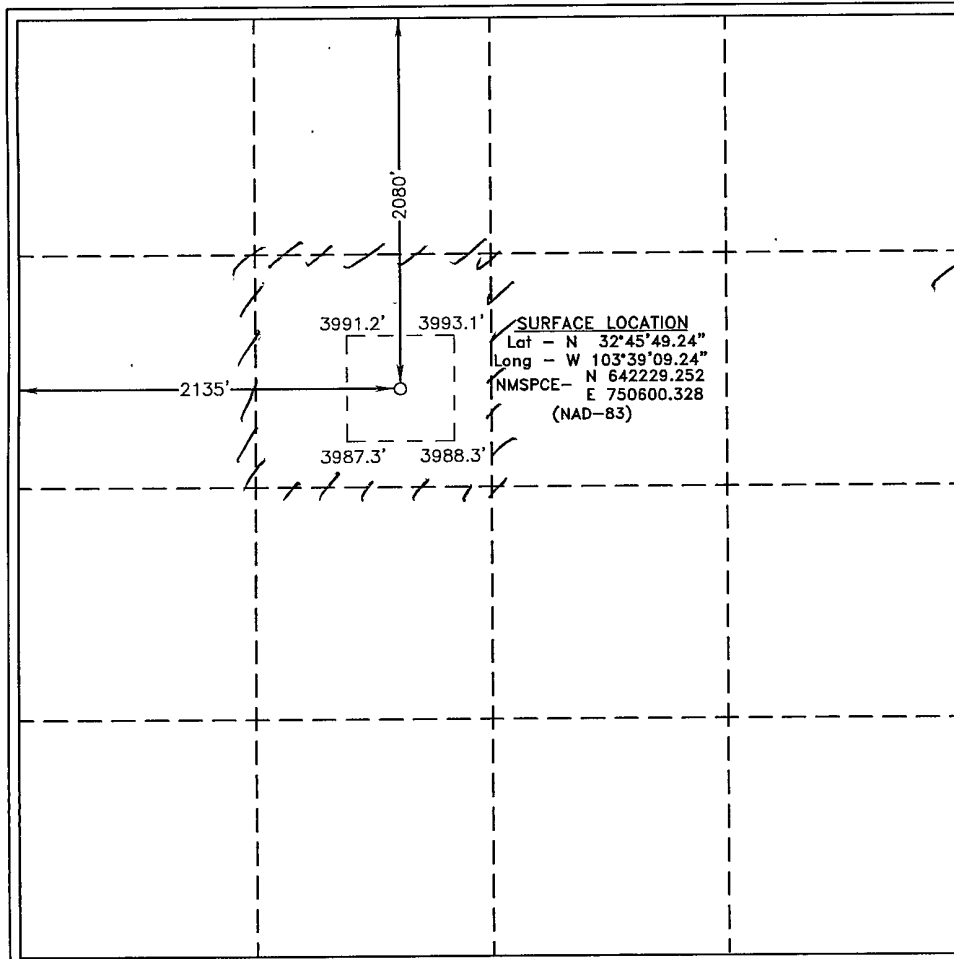 2080'
3991.2' 3993.1'
2135'
3987.3' 3988.3'
SURFACE LOCATION
Lat - N 32°45'49.24"
Long - W 103°39'09.24"
NMSPCE- N 642229.252
E 750600.328
(NAD-83)